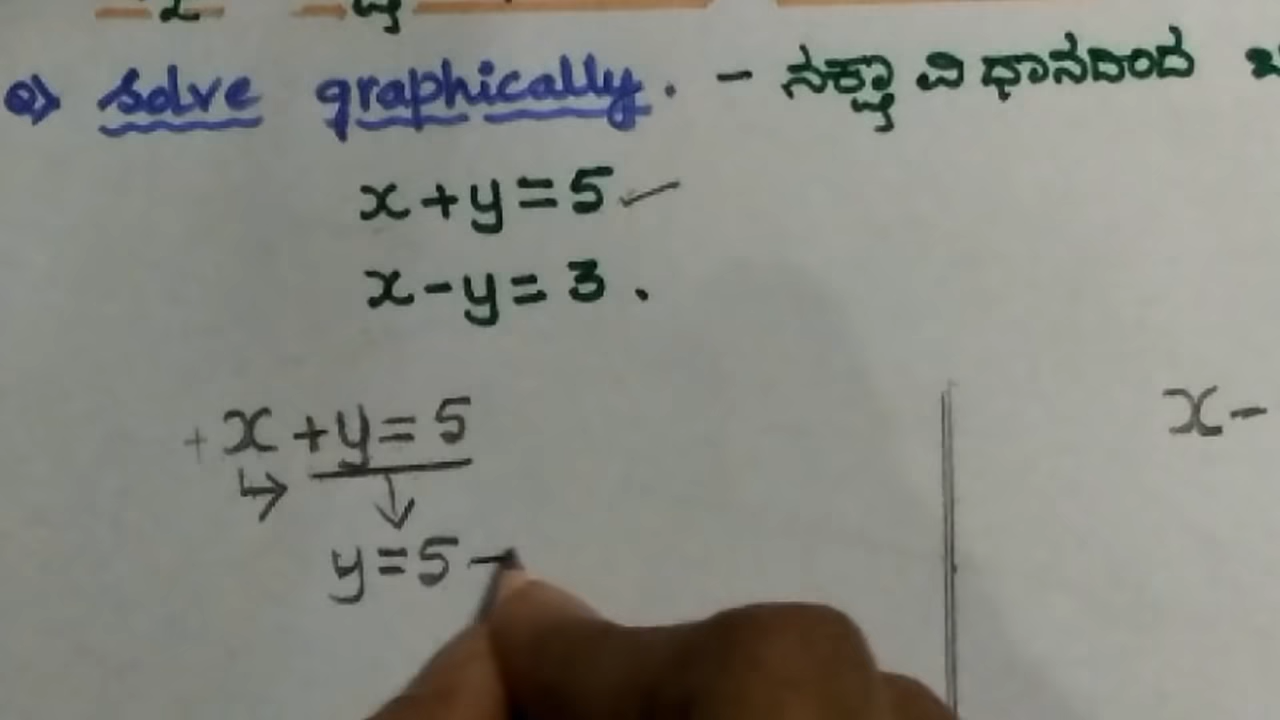 Q) Solve graphically. - ನಕ್ಷಾ ವಿಧಾನದಿಂದ
x+y=5
x-y=3.
+x+y=5
x-
y=5-